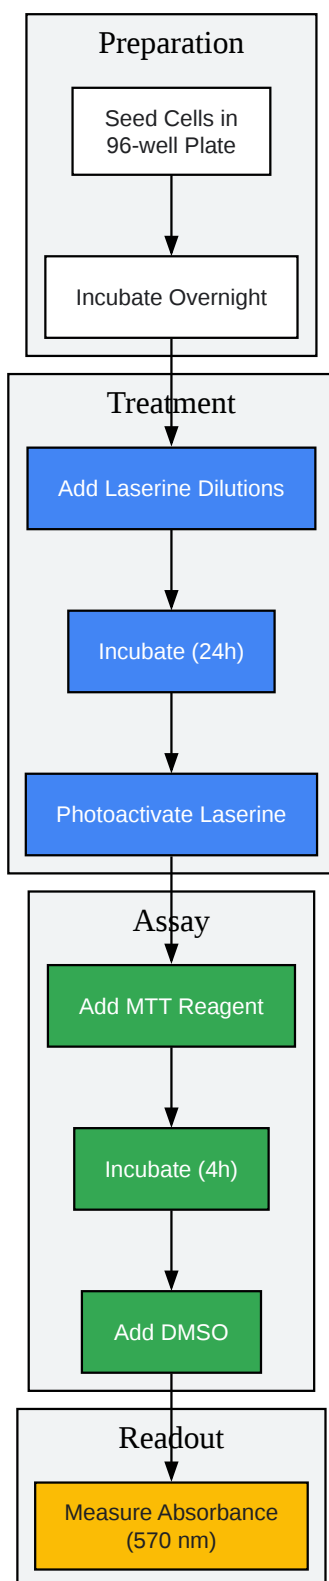 Preparation
Seed Cells in
96-well Plate
Incubate Overnight
Treatment
Add Laserine Dilutions
Incubate (24h)
Photoactivate Laserine
Assay
Add MTT Reagent
Incubate (4h)
Add DMSO
Readout
Measure Absorbance
(570 nm)